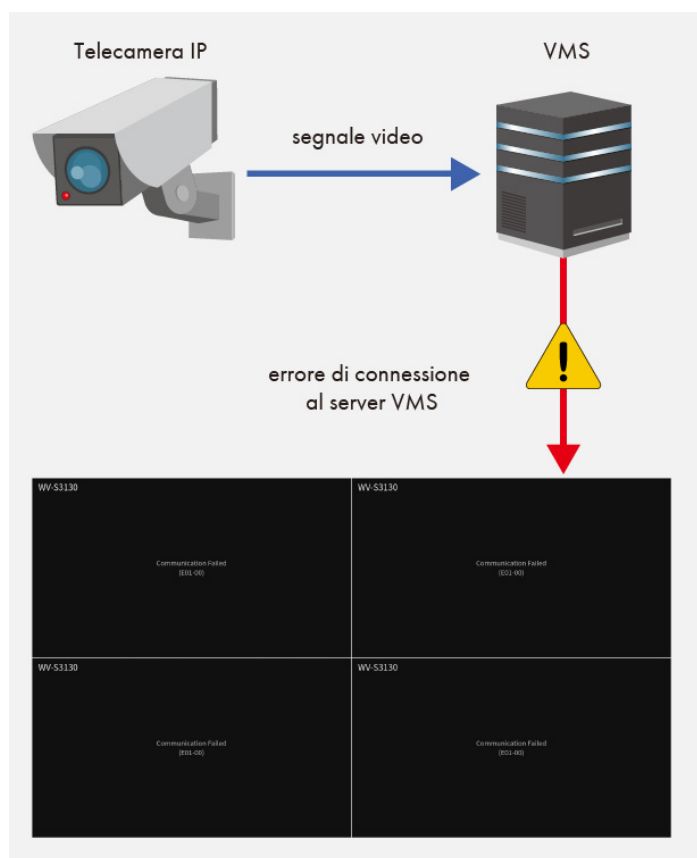 Telecamera IP
VMS
segnale video
errore di connessione
al server VMS
WV-S3130
WV-S3130
Communication Failed
(E01-00)
Communication Failed
(E01-00)
WV-S3130
WV-S3130
Communication Failed
(E01-00)
Communication Failed
(E01-00)